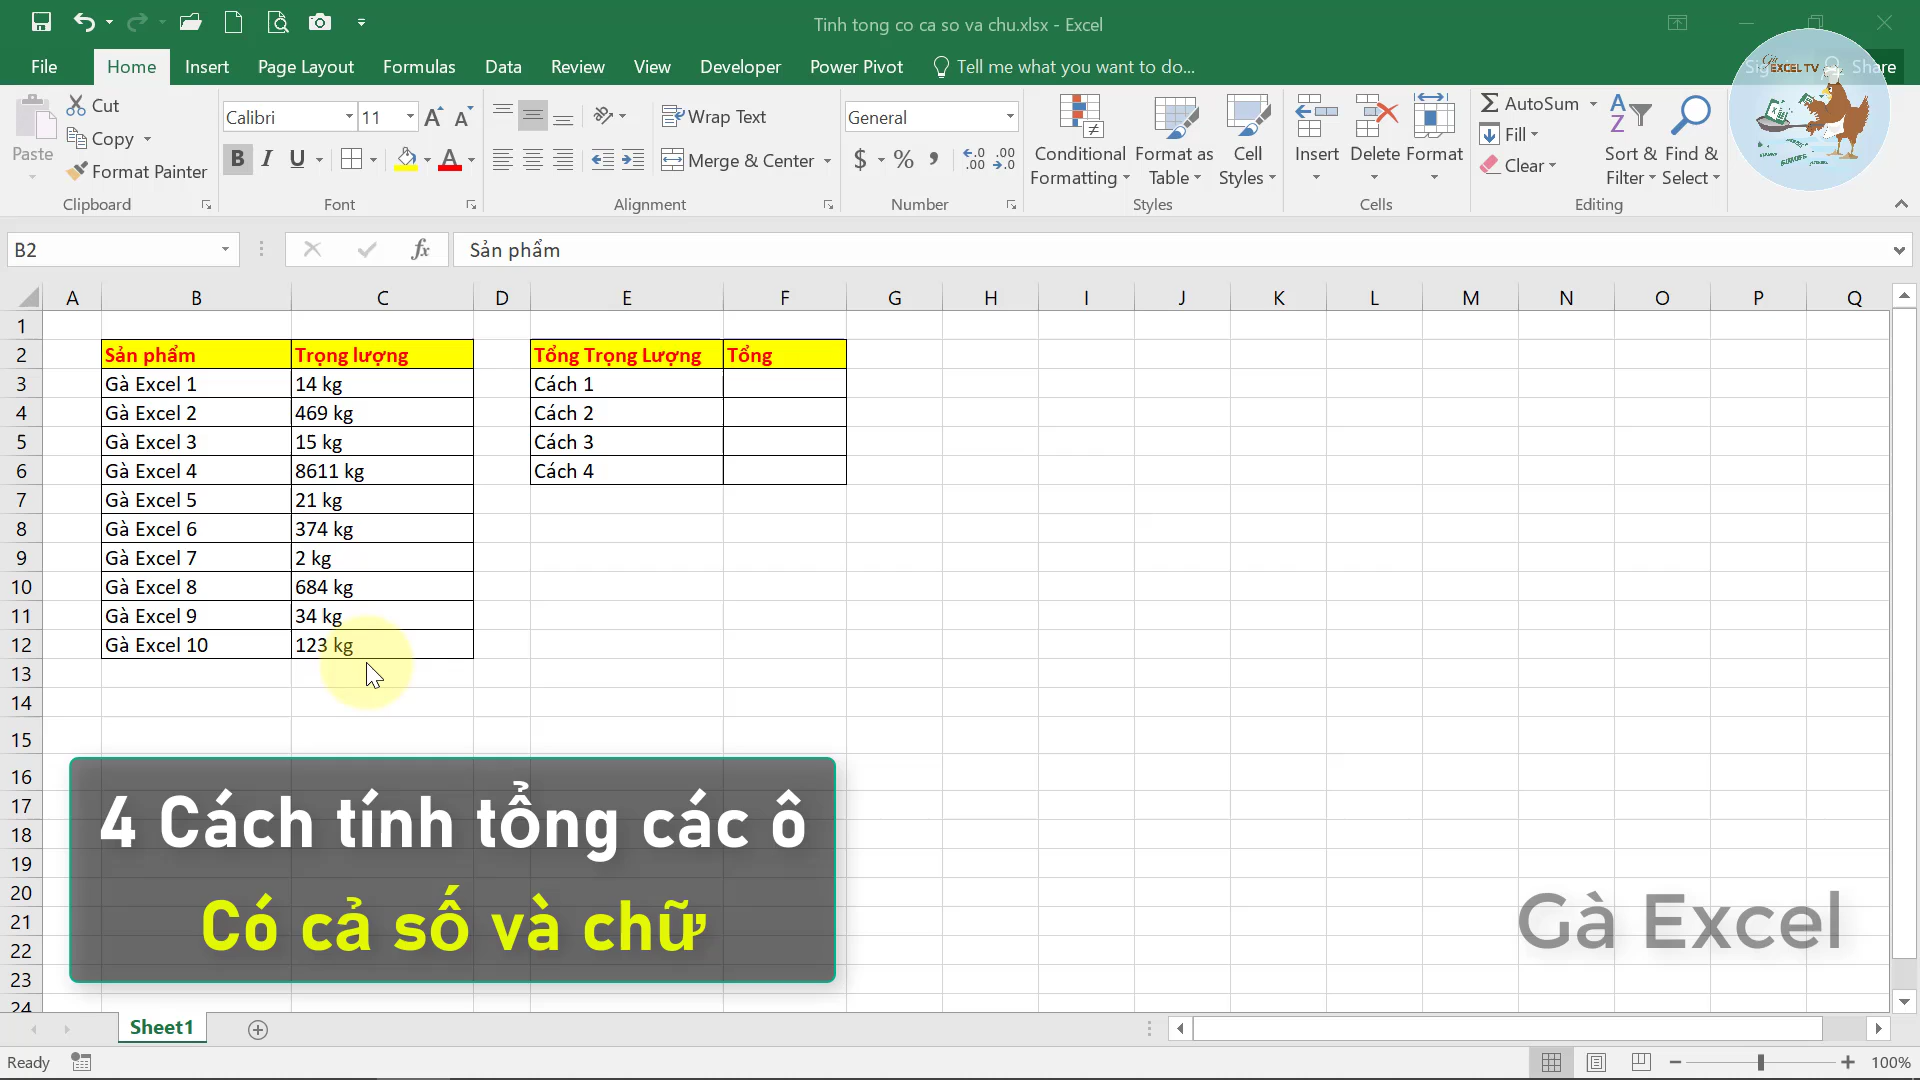 Tinh tong co ca so va chu.xlsx - Excel
File Home Insert Page Layout Formulas Data Review View Developer Power Pivot Tell me what you want to do... Share
EXCEL TV
Paste
Cut
Copy
Format Painter
Clipboard
Calibri 11
B I U
Font
Wrap Text
Merge & Center
Alignment
General
$ % ,
Number
Conditional Formatting
Format as Table
Cell Styles
Styles
Insert
Delete
Format
Cells
AutoSum
Fill
Clear
Sort & Filter
Find & Select
Editing
B2 fx Sản phẩm
A B C D E F G H I J K L M N O P Q
1
2 Sản phẩm Trọng lượng Tổng Trọng Lượng Tổng
3 Gà Excel 1 14 kg Cách 1
4 Gà Excel 2 469 kg Cách 2
5 Gà Excel 3 15 kg Cách 3
6 Gà Excel 4 8611 kg Cách 4
7 Gà Excel 5 21 kg
8 Gà Excel 6 374 kg
9 Gà Excel 7 2 kg
10 Gà Excel 8 684 kg
11 Gà Excel 9 34 kg
12 Gà Excel 10 123 kg
13
14
15
16
17
18
19
20
21
22
23
24
4 Cách tính tổng các ô
Có cả số và chữ
Gà Excel
Sheet1
Ready 100%